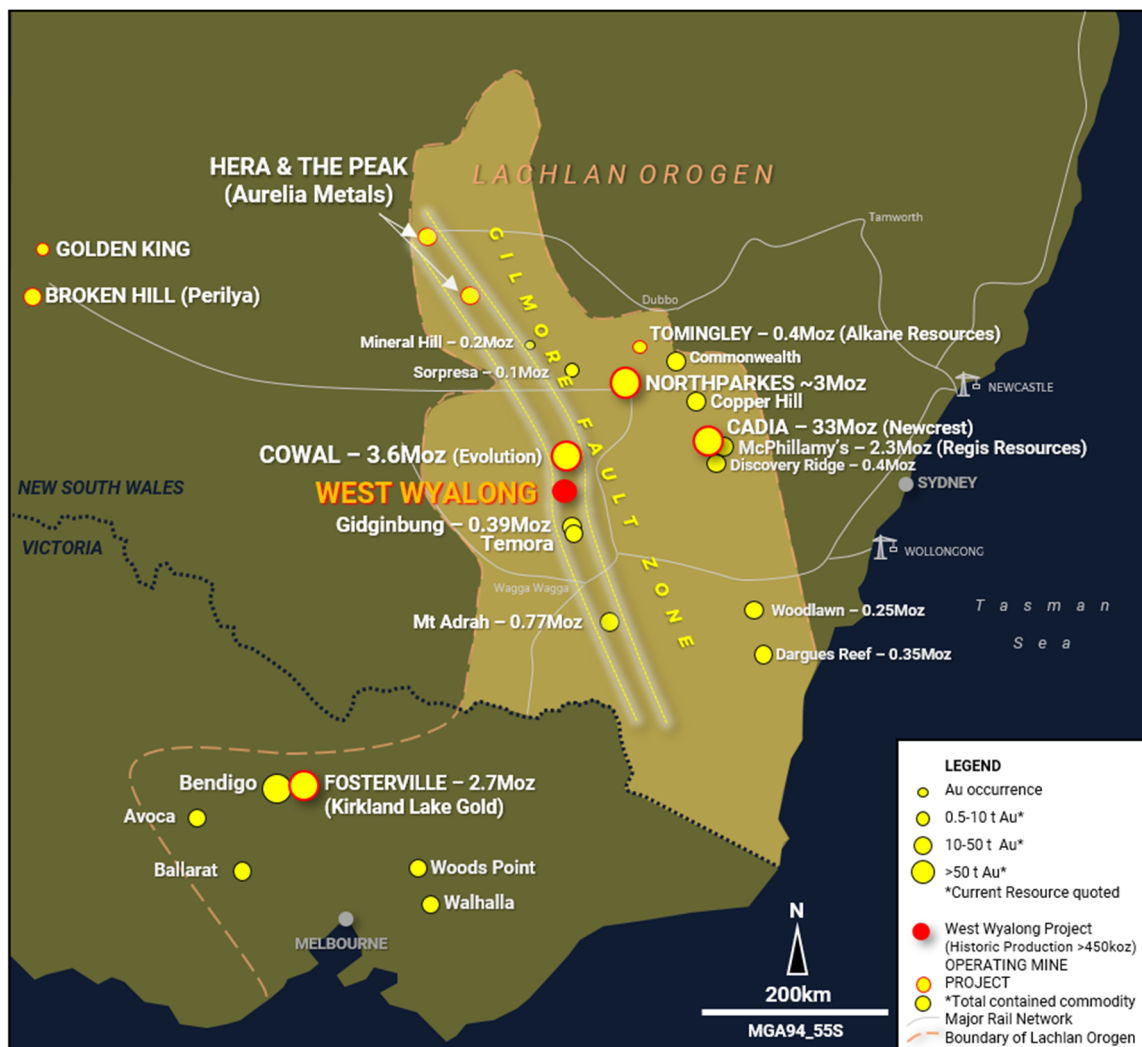 HERA & THE PEAK
(Aurelia Metals)
LACHLAN OROGEN
GILMORE FAULT ZONE
Tamworth
GOLDEN KING
BROKEN HILL (Perilya)
Dubbo
Mineral Hill – 0.2Moz
TOMINGLEY – 0.4Moz (Alkane Resources)
Commonwealth
Sorpresa – 0.1Moz
NORTHPARKES ~3Moz
NEWCASTLE
Copper Hill
CADIA – 33Moz (Newcrest)
COWAL – 3.6Moz (Evolution)
McPhillamy's – 2.3Moz (Regis Resources)
Discovery Ridge – 0.4Moz
NEW SOUTH WALES
WEST WYALONG
SYDNEY
Gidginbung – 0.39Moz
VICTORIA
Temora
WOLLONGONG
Wagga Wagga
Mt Adrah – 0.77Moz
Woodlawn – 0.25Moz
Tasman
Sea
Dargues Reef – 0.35Moz
Bendigo
FOSTERVILLE – 2.7Moz
(Kirkland Lake Gold)
Avoca
Ballarat
Woods Point
Walhalla
MELBOURNE
N
200km
MGA94_55S
LEGEND
Au occurrence
0.5-10 t Au*
10-50 t Au*
>50 t Au*
*Current Resource quoted
West Wyalong Project
(Historic Production >450koz)
OPERATING MINE
PROJECT
*Total contained commodity
Major Rail Network
Boundary of Lachlan Orogen